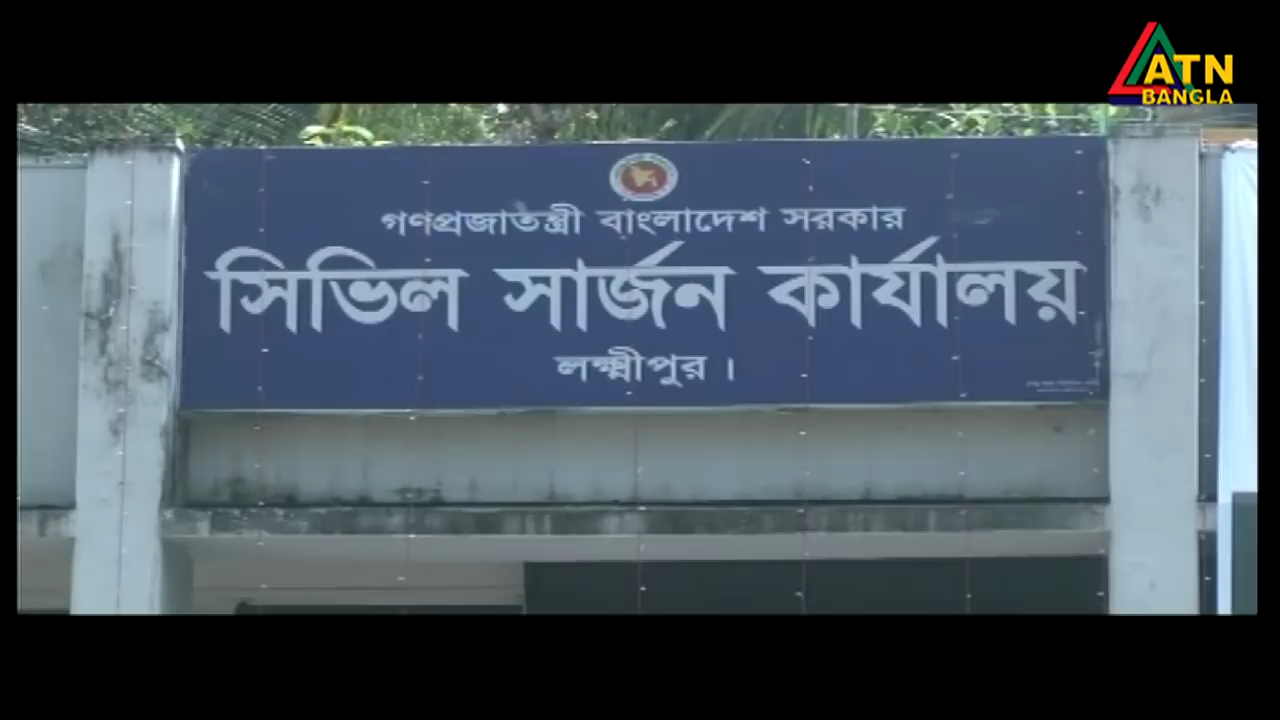 ATN
BANGLA
গণপ্রজাতন্ত্রী বাংলাদেশ সরকার
সিভিল সার্জন কার্যালয়
লক্ষ্মীপুর।